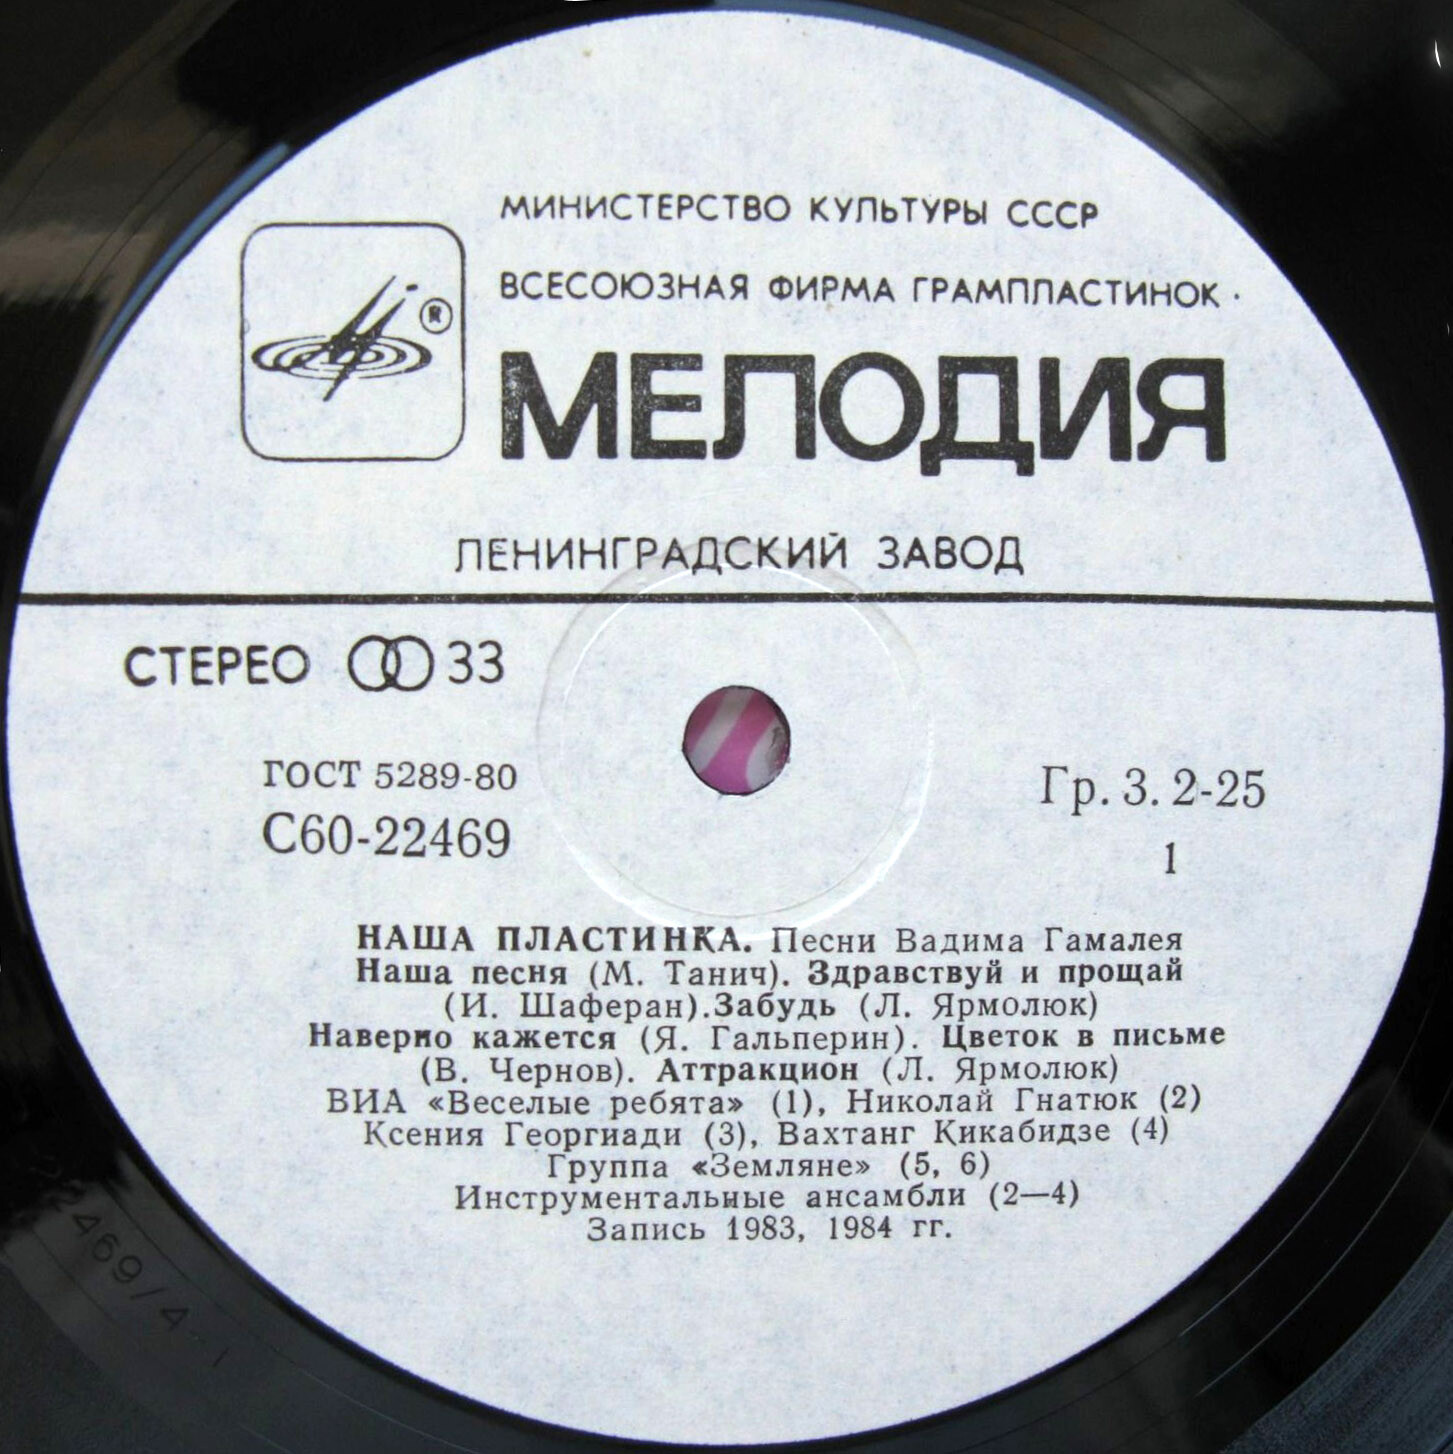 МИНИСТЕРСТВО КУЛЬТУРЫ СССР
ВСЕСОЮЗНАЯ ФИРМА ГРАМПЛАСТИНОК
®
МЕЛОДИЯ
ЛЕНИНГРАДСКИЙ ЗАВОД
СТЕРЕО 33
ГОСТ 5289-80
С60-22469
Гр. 3. 2-25
1
НАША ПЛАСТИНКА. Песни Вадима Гамалея
Наша песня (М. Танич). Здравствуй и прощай
(И. Шаферан).Забудь (Л. Ярмолюк)
Наверно кажется (Я. Гальперин). Цветок в письме
(В. Чернов). Аттракцион (Л. Ярмолюк)
ВИА «Веселые ребята» (1), Николай Гнатюк (2)
Ксения Георгиади (3), Вахтанг Кикабидзе (4)
Группа «Земляне» (5, 6)
Инструментальные ансамбли (2—4)
Запись 1983, 1984 гг.
2469/4-1